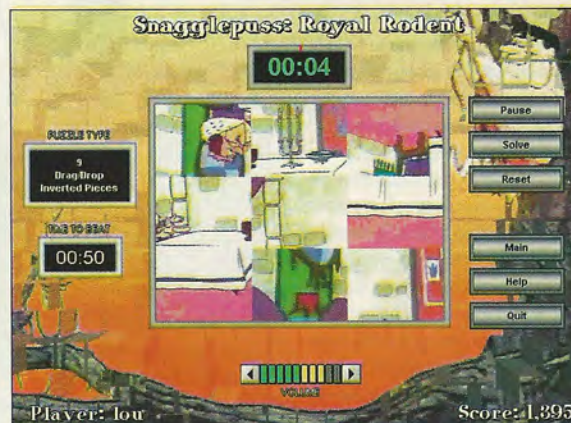 Snagglepuss: Royal Rodent
00:04
PUZZLE TYPE
9
Drag/Drop
Inverted Pieces
TIME TO BEAT
00:50
Pause
Solve
Reset
Main
Help
Quit
VOLUME
Player: lou
Score: 1,395